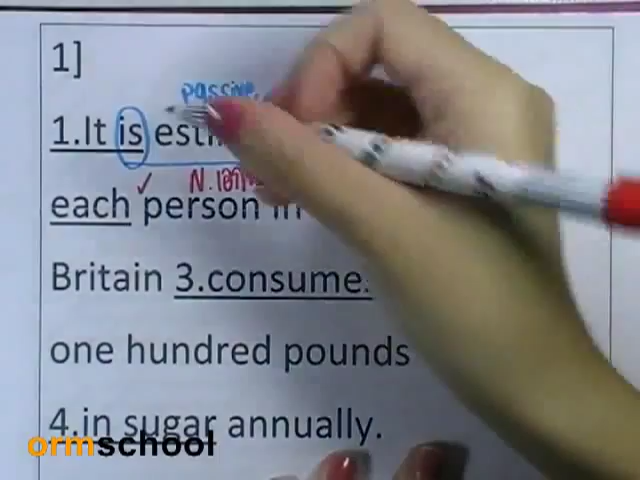 1]
passive
1.It is
N.
each person in
Britain 3.consume
one hundred pounds
4.in sugar annually.
ormschool